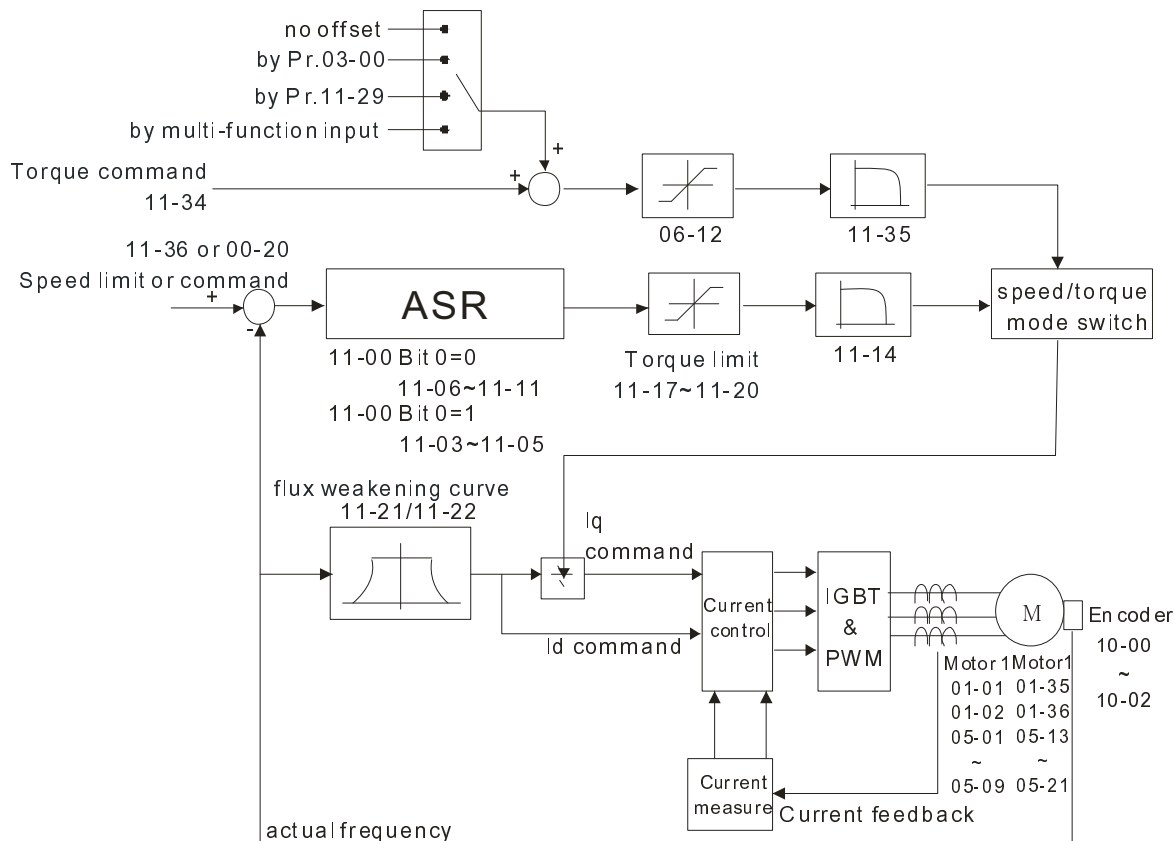 no offset
by Pr.03-00
by Pr.11-29
by multi-function input
+
+
Torque command
11-34
06-12
11-35
11-36 or 00-20
Speed limit or command
+
-
ASR
speed/torque
mode switch
11-00 Bit 0=0
11-06~11-11
11-00 Bit 0=1
11-03~11-05
Torque limit
11-17~11-20
11-14
flux weakening curve
11-21/11-22
Iq
command
Id command
Current
control
IGBT
&
PWM
M
Encoder
10-00
~
10-02
Motor 1
01-01
01-02
05-01
~
05-09
Motor1
01-35
01-36
05-13
~
05-21
Current
measure
Current feedback
actual frequency